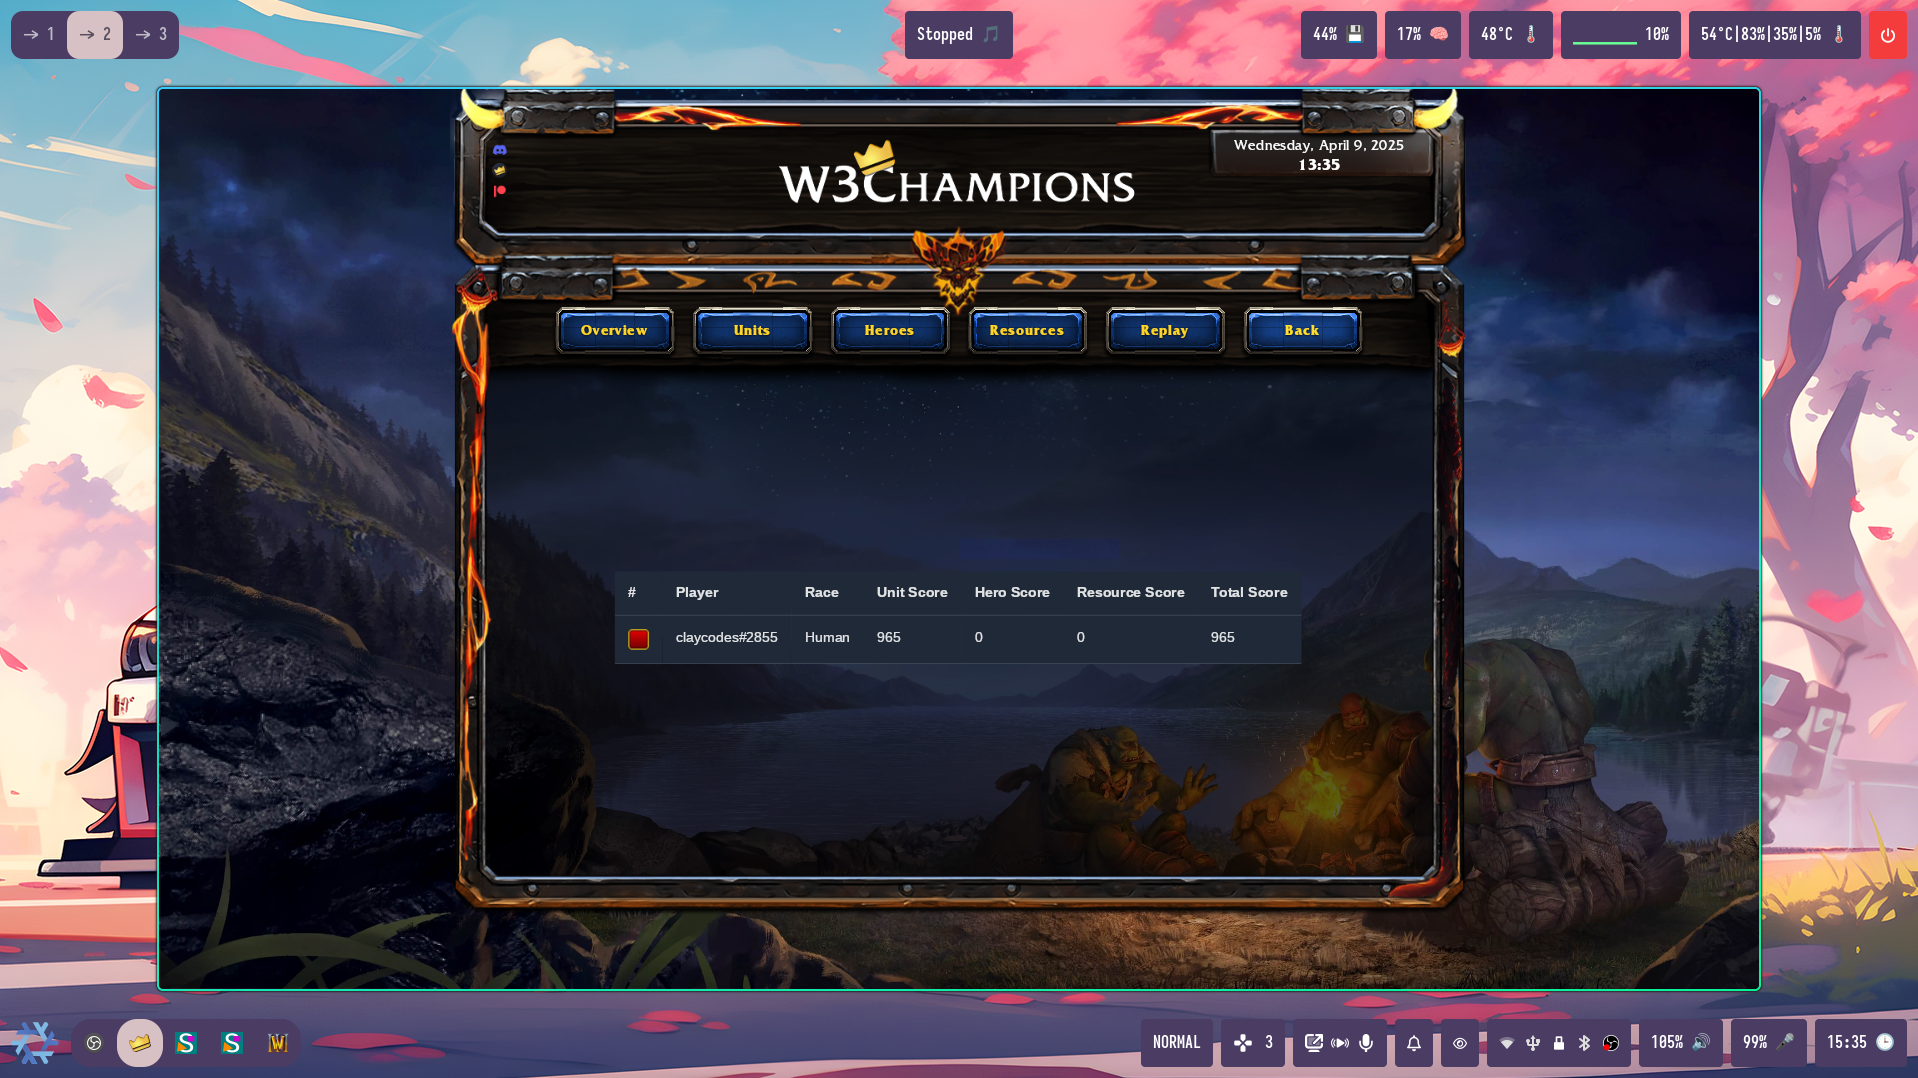 → 1 → 2 → 3
Stopped
44%
17%
48°C
10%
54°C|83%|35%|5%
W3CHAMPIONS
Wednesday, April 9, 2025
13:35
Overview
Units
Heroes
Resources
Replay
Back
# Player Race Unit Score Hero Score Resource Score Total Score
claycodes#2855 Human 965 0 0 965
S
S
W
NORMAL
3
105%
99%
15:35